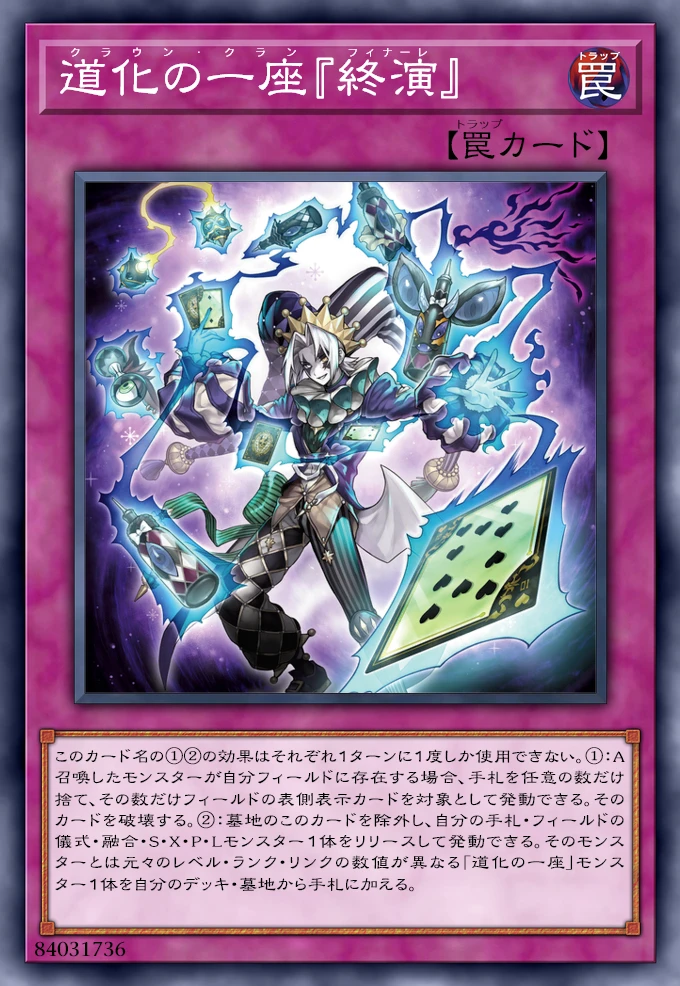 クラウン・クラン フィナーレ
道化の一座『終演』
トラップ
罠
トラップ
【罠カード】
このカード名の①②の効果はそれぞれ1ターンに1度しか使用できない。①:A
召喚したモンスターが自分フィールドに存在する場合、手札を任意の数だけ
捨て、その数だけフィールドの表側表示カードを対象として発動できる。その
カードを破壊する。②:墓地のこのカードを除外し、自分の手札・フィールドの
儀式・融合・S・X・P・Lモンスター1体をリリースして発動できる。そのモン
スターとは元々のレベル・ランク・リンクの数値が異なる「道化の一座」モンス
ター1体を自分のデッキ・墓地から手札に加える。
84031736